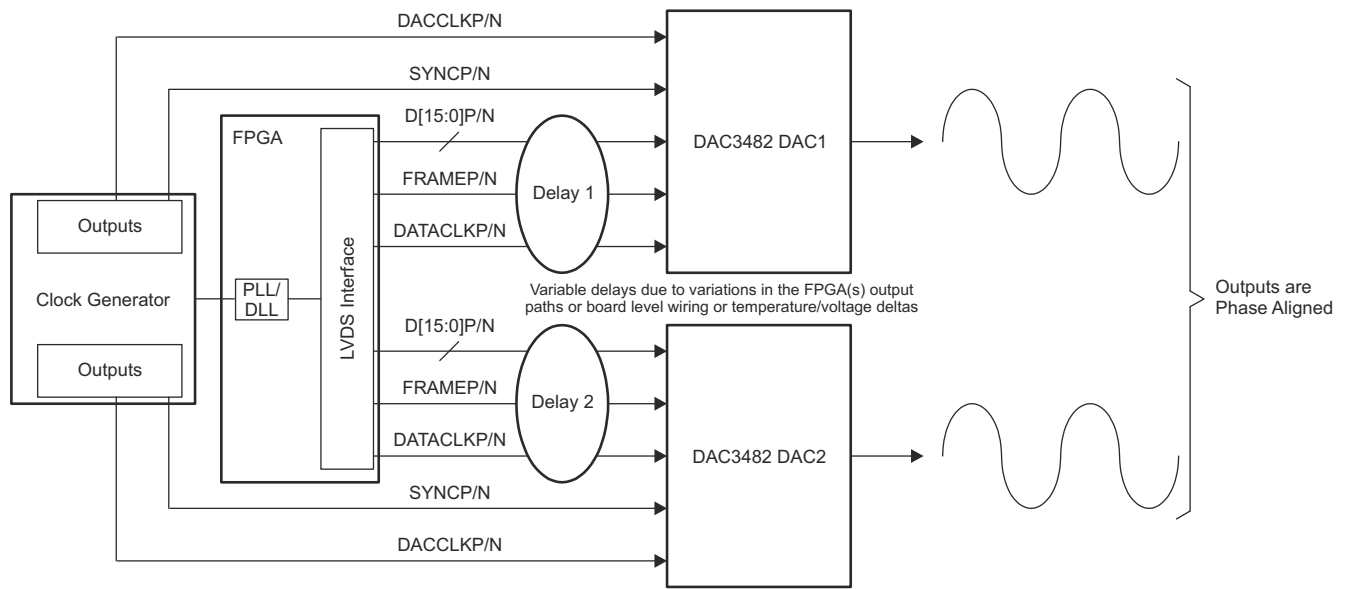 DACCLKP/N
SYNCP/N
D[15:0]P/N
FPGA
DAC3482 DAC1
FRAMEP/N
Delay 1
Outputs
DATACLKP/N
LVDS Interface
Clock Generator
PLL/
DLL
Variable delays due to variations in the FPGA(s) output
paths or board level wiring or temperature/voltage deltas
Outputs are
Phase Aligned
D[15:0]P/N
Outputs
FRAMEP/N
Delay 2
DATACLKP/N
DAC3482 DAC2
SYNCP/N
DACCLKP/N